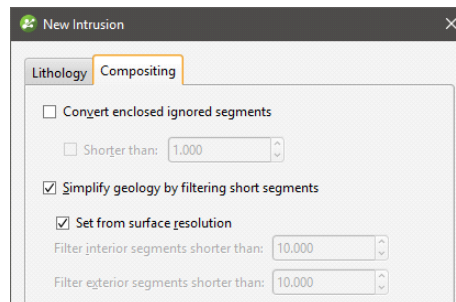 New Intrusion
Lithology Compositing
Convert enclosed ignored segments
Shorter than: 1.000
Simplify geology by filtering short segments
Set from surface resolution
Filter interior segments shorter than: 10.000
Filter exterior segments shorter than: 10.000